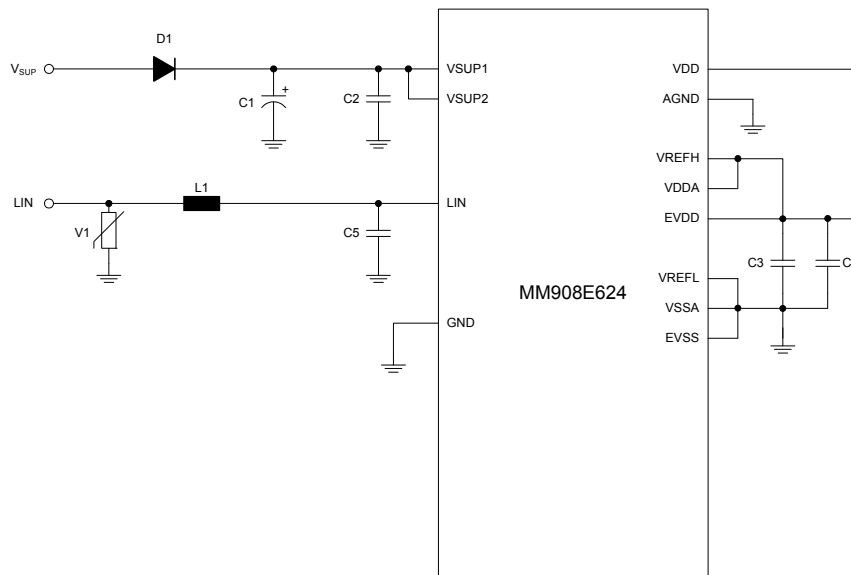 D1
VSUP
VSUP1
VDD
+
C1
C2
VSUP2
AGND
VREFH
L1
VDDA
LIN
LIN
EVDD
V1
C5
C3
C
VREFL
MM908E624
VSSA
GND
EVSS